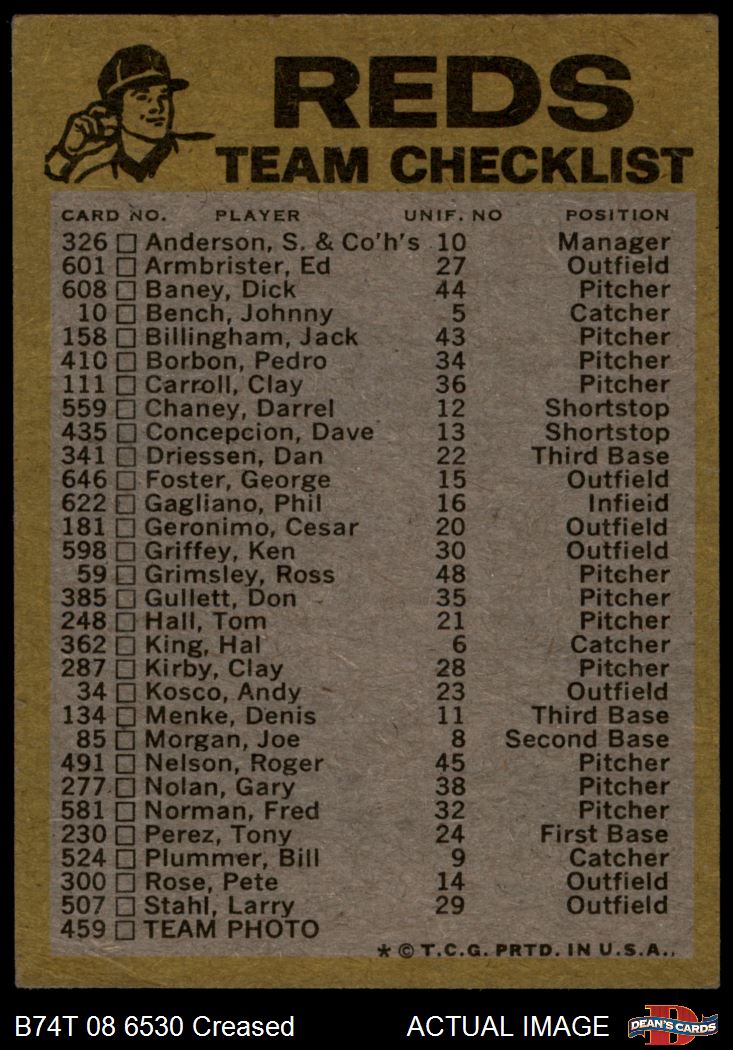 REDS
TEAM CHECKLIST
CARD NO. PLAYER UNIF. NO POSITION
326 Anderson, S. & Co'h's 10 Manager
601 Armbrister, Ed 27 Outfield
608 Baney, Dick 44 Pitcher
10 Bench, Johnny 5 Catcher
158 Billingham, Jack 43 Pitcher
410 Borbon, Pedro 34 Pitcher
111 Carroll, Clay 36 Pitcher
559 Chaney, Darrel 12 Shortstop
435 Concepcion, Dave 13 Shortstop
341 Driessen, Dan 22 Third Base
646 Foster, George 15 Outfield
622 Gagliano, Phil 16 Infieid
181 Geronimo, Cesar 20 Outfield
598 Griffey, Ken 30 Outfield
59 Grimsley, Ross 48 Pitcher
385 Gullett, Don 35 Pitcher
248 Hall, Tom 21 Pitcher
362 King, Hal 6 Catcher
287 Kirby, Clay 28 Pitcher
34 Kosco, Andy 23 Outfield
134 Menke, Denis 11 Third Base
85 Morgan, Joe 8 Second Base
491 Nelson, Roger 45 Pitcher
277 Nolan, Gary 38 Pitcher
581 Norman, Fred 32 Pitcher
230 Perez, Tony 24 First Base
524 Plummer, Bill 9 Catcher
300 Rose, Pete 14 Outfield
507 Stahl, Larry 29 Outfield
459 TEAM PHOTO
* © T.C.G. PRTD. IN U.S.A..
B74T 08 6530 Creased ACTUAL IMAGE DEAN'S CARDS